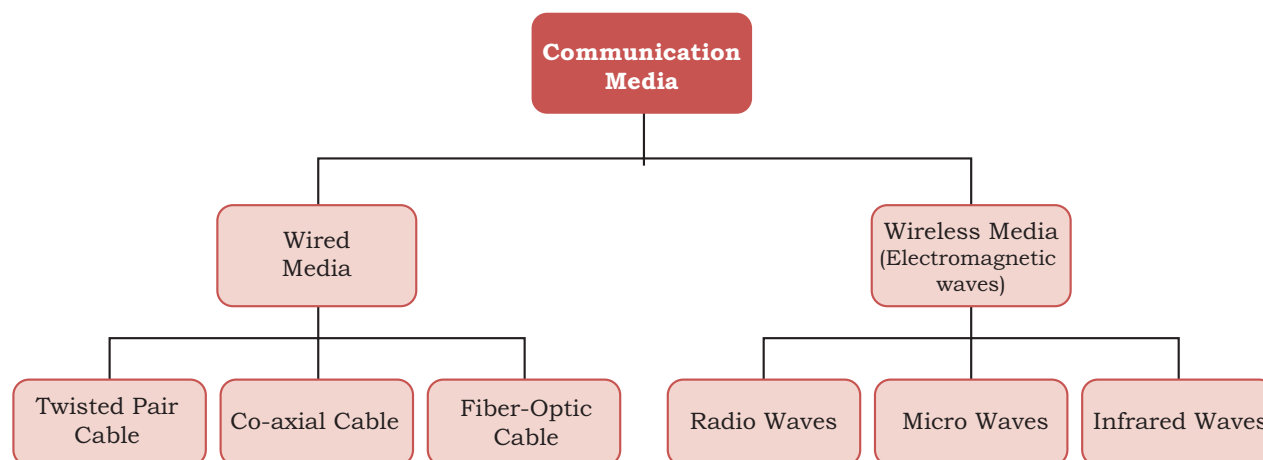 Communication
Media
Wired
Media
Wireless Media
(Electromagnetic
waves)
Twisted Pair
Cable
Co-axial Cable
Fiber-Optic
Cable
Radio Waves
Micro Waves
Infrared Waves